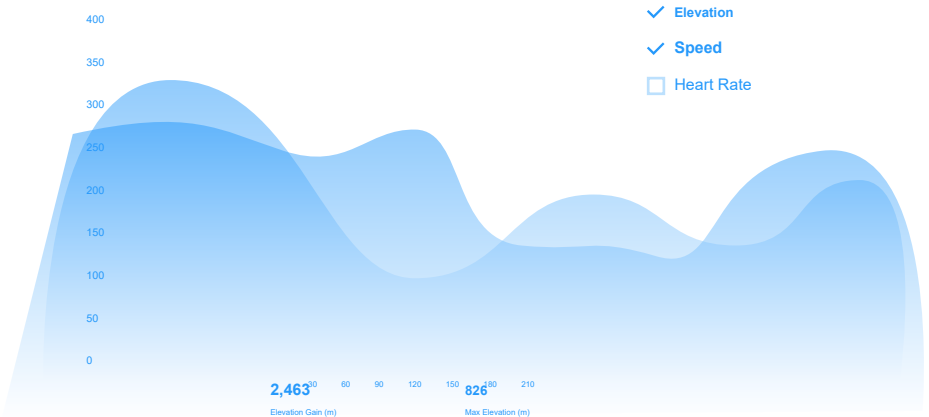 400
Elevation
Speed
350
Heart Rate
300
250
200
150
100
50
0
30 60 90 120 150 180 210
2,463 826
Elevation Gain (m) Max Elevation (m)